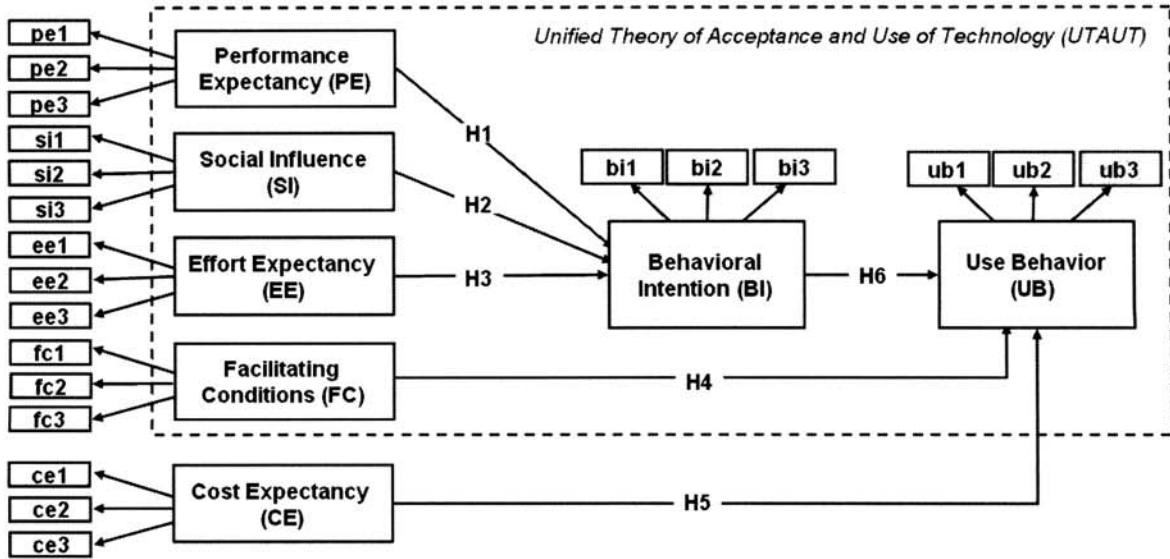 Unified Theory of Acceptance and Use of Technology (UTAUT)
pe1
pe2
pe3
Performance
Expectancy (PE)
H1
si1
si2
si3
Social Influence
(SI)
H2
ee1
ee2
ee3
Effort Expectancy
(EE)
H3
bi1
bi2
bi3
Behavioral
Intention (BI)
H6
ub1
ub2
ub3
Use Behavior
(UB)
fc1
fc2
fc3
Facilitating
Conditions (FC)
H4
ce1
ce2
ce3
Cost Expectancy
(CE)
H5